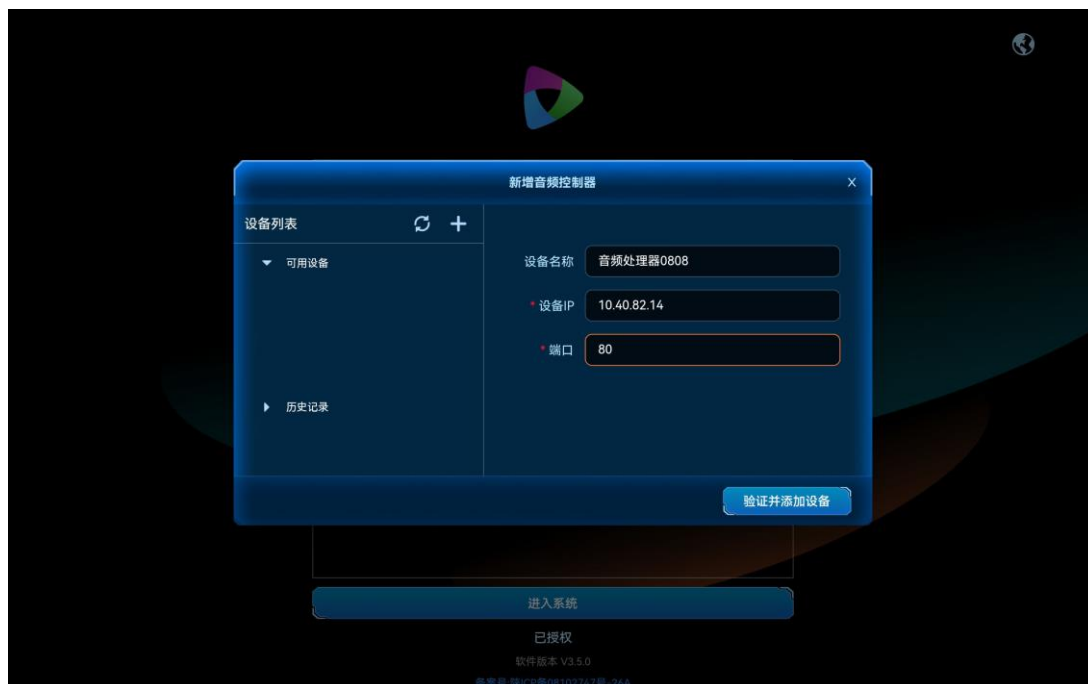 新增音频控制器
X
设备列表
可用设备
历史记录
设备名称 音频处理器0808
* 设备IP 10.40.82.14
* 端口 80
验证并添加设备
进入系统
已授权
软件版本 V3.5.0